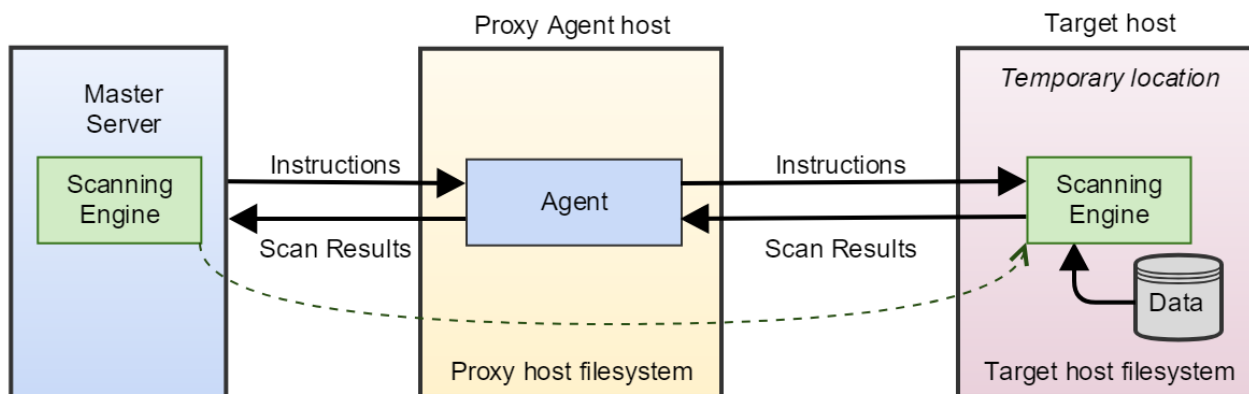 Proxy Agent host
Target host
Master
Server
Scanning
Engine
Instructions
Scan Results
Agent
Proxy host filesystem
Instructions
Scan Results
Temporary location
Scanning
Engine
Data
Target host filesystem